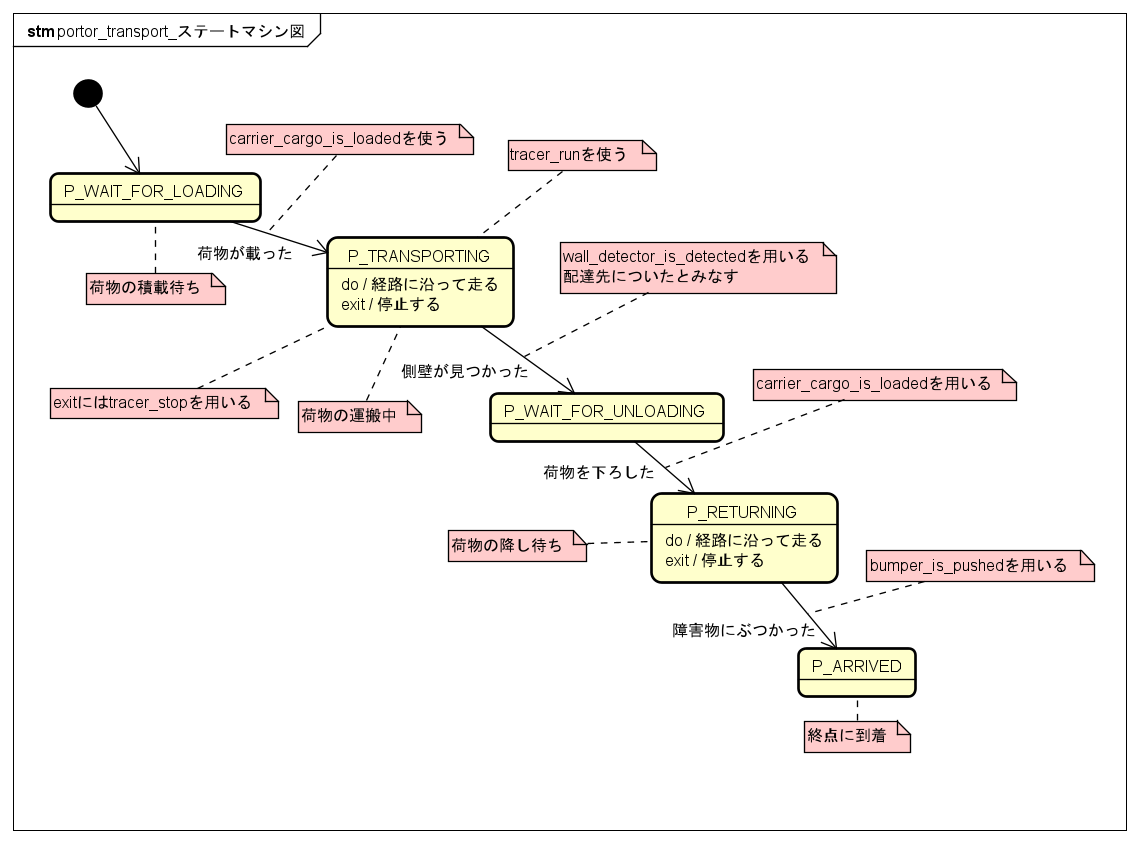 stm portor_transport_ステートマシン図
carrier_cargo_is_loadedを使う
tracer_runを使う
P_WAIT_FOR_LOADING
荷物が載った
荷物の積載待ち
P_TRANSPORTING
do / 経路に沿って走る
exit / 停止する
wall_detector_is_detectedを用いる
配達先についたとみなす
側壁が見つかった
exitにはtracer_stopを用いる
荷物の運搬中
carrier_cargo_is_loadedを用いる
P_WAIT_FOR_UNLOADING
荷物を下ろした
P_RETURNING
do / 経路に沿って走る
exit / 停止する
荷物の降し待ち
bumper_is_pushedを用いる
障害物にぶつかった
P_ARRIVED
終点に到着